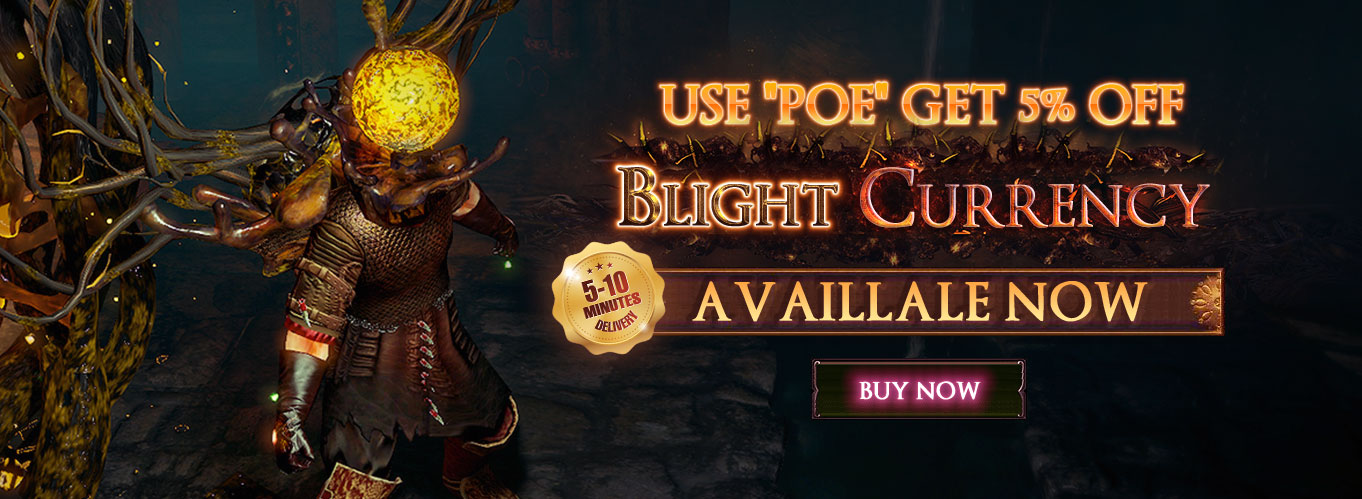 USE "POE" GET 5% OFF
BLIGHT CURRENCY
5-10
MINUTES
DELIVERY
AVAILLALE NOW
BUY NOW